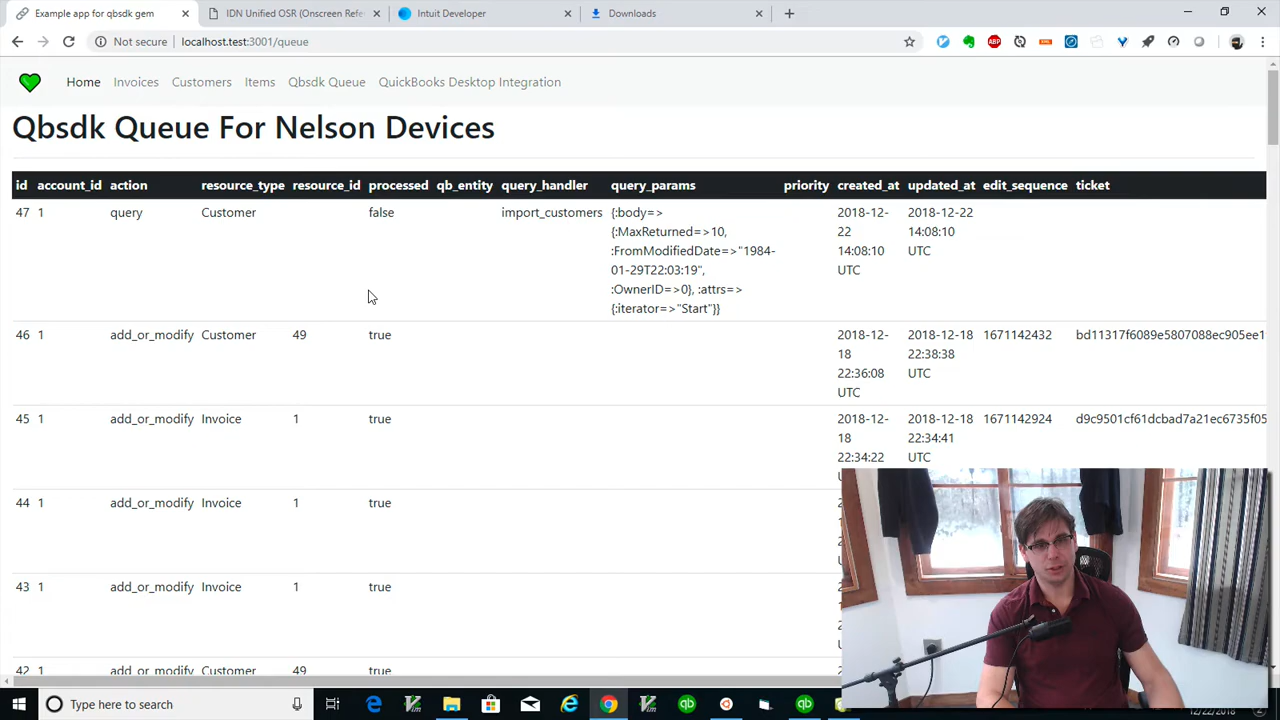 Example app for qbsdk gem
IDN Unified OSR (Onscreen Refe
Intuit Developer
Downloads
Not secure
localhost.test:3001/queue
ABP
Home Invoices Customers Items Qbsdk Queue QuickBooks Desktop Integration
Qbsdk Queue For Nelson Devices
id account_id action resource_type resource_id processed qb_entity query_handler query_params priority created_at updated_at edit_sequence ticket
47 1 query Customer false import_customers {:body=> 2018-12- 2018-12-22
{:MaxReturned=>10, 22 14:08:10
:FromModifiedDate=>"1984- 14:08:10 UTC
01-29T22:03:19", UTC
:OwnerID=>0}, :attrs=>
{:iterator=>"Start"}}
46 1 add_or_modify Customer 49 true 2018-12- 2018-12-18 1671142432 bd11317f6089e5807088ec905ee1
18 22:38:38
22:36:08 UTC
UTC
45 1 add_or_modify Invoice 1 true 2018-12- 2018-12-18 1671142924 d9c9501cf61dcbad7a21ec6735f05
18 22:34:41
22:34:22 UTC
44 1 add_or_modify Invoice 1 true
43 1 add_or_modify Invoice 1 true
42 1 add_or_modify Customer 49 true
Type here to search
qb
qb
12/22/2018